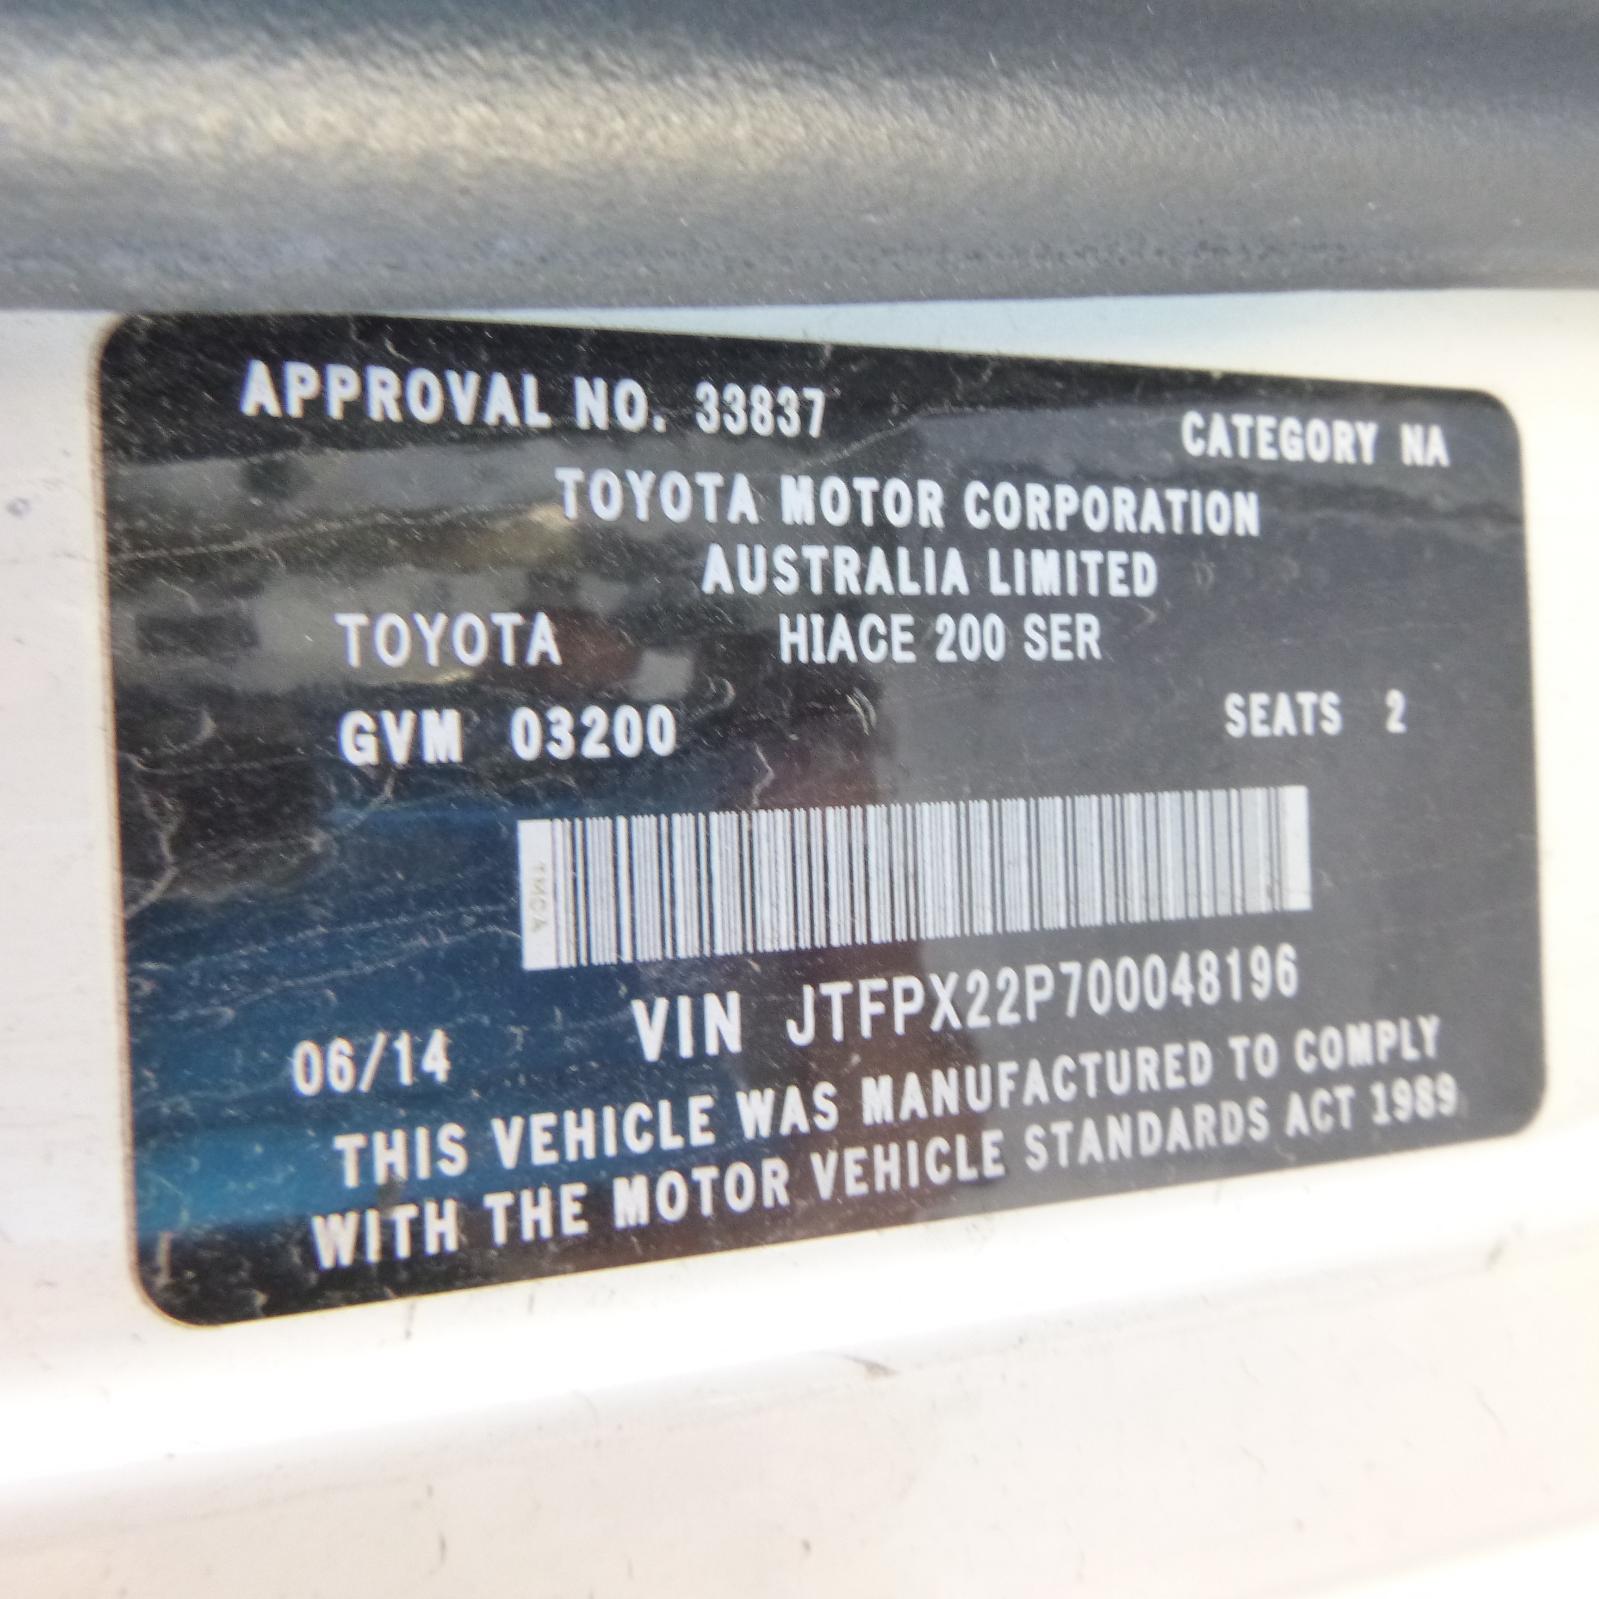 APPROVAL NO. 33837 CATEGORY NA
TOYOTA MOTOR CORPORATION
AUSTRALIA LIMITED
TOYOTA HIACE 200 SER
GVM 03200 SEATS 2
TMCA
06/14 VIN JTFPX22P700048196
THIS VEHICLE WAS MANUFACTURED TO COMPLY
WITH THE MOTOR VEHICLE STANDARDS ACT 1989